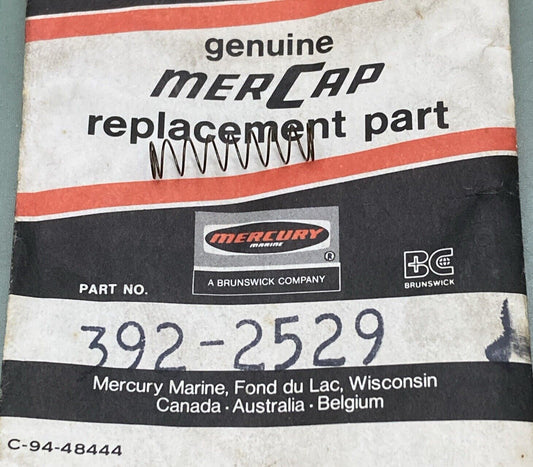 genuine
MERCAP
replacement part
MERCURY
MARINE
®
A BRUNSWICK COMPANY
BC
BRUNSWICK
PART NO.
392-2529
Mercury Marine, Fond du Lac, Wisconsin
Canada · Australia · Belgium
C-94-48444